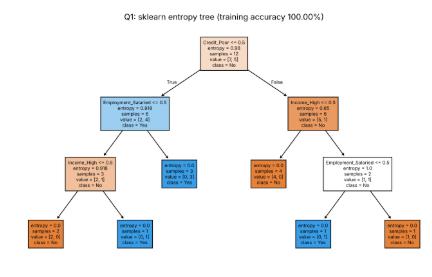 Q1: sklearn entropy tree (training accuracy 100.00%)
Credit_Poor <= 0.5
entropy = 0.98
samples = 12
value = [7, 5]
class = No
True
False
Employment_Salaried <= 0.5
entropy = 0.918
samples = 6
value = [2, 4]
class = Yes
Income_High <= 0.5
entropy = 0.65
samples = 6
value = [5, 1]
class = No
Income_High <= 0.5
entropy = 0.918
samples = 3
value = [2, 1]
class = No
entropy = 0.0
samples = 3
value = [0, 3]
class = Yes
entropy = 0.0
samples = 4
value = [4, 0]
class = No
Employment_Salaried <= 0.5
entropy = 1.0
samples = 2
value = [1, 1]
class = No
entropy = 0.0
samples = 2
value = [2, 0]
class = No
entropy = 0.0
samples = 1
value = [0, 1]
class = Yes
entropy = 0.0
samples = 1
value = [0, 1]
class = Yes
entropy = 0.0
samples = 1
value = [1, 0]
class = No